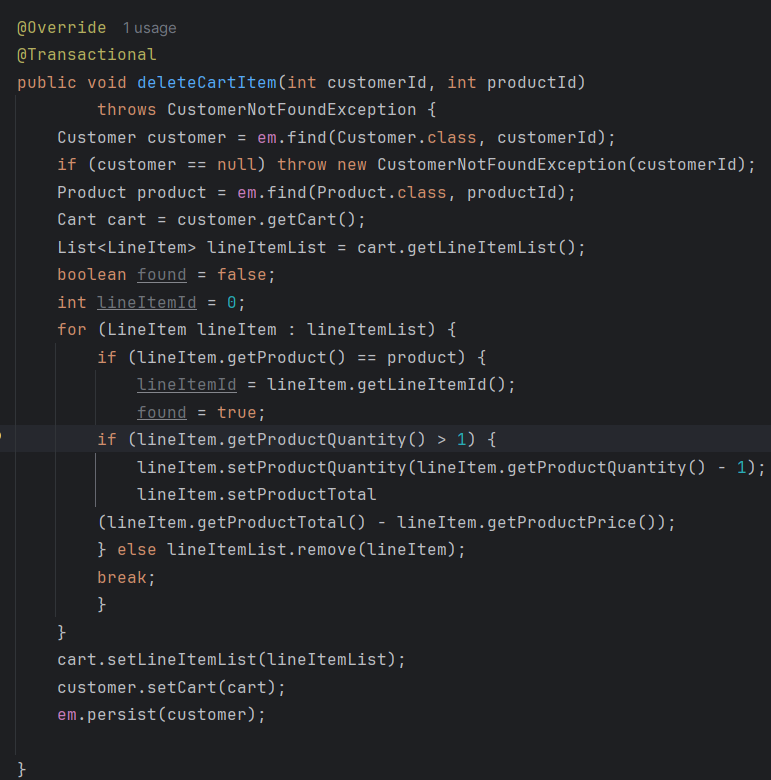 @Override 1 usage
@Transactional
public void deleteCartItem(int customerId, int productId)
        throws CustomerNotFoundException {
    Customer customer = em.find(Customer.class, customerId);
    if (customer == null) throw new CustomerNotFoundException(customerId);
    Product product = em.find(Product.class, productId);
    Cart cart = customer.getCart();
    List<LineItem> lineItemList = cart.getLineItemList();
    boolean found = false;
    int lineItemId = 0;
    for (LineItem lineItem : lineItemList) {
        if (lineItem.getProduct() == product) {
            lineItemId = lineItem.getLineItemId();
            found = true;
        if (lineItem.getProductQuantity() > 1) {
            lineItem.setProductQuantity(lineItem.getProductQuantity() - 1);
            lineItem.setProductTotal
        (lineItem.getProductTotal() - lineItem.getProductPrice());
        } else lineItemList.remove(lineItem);
        break;
        }
    }
    cart.setLineItemList(lineItemList);
    customer.setCart(cart);
    em.persist(customer);
}